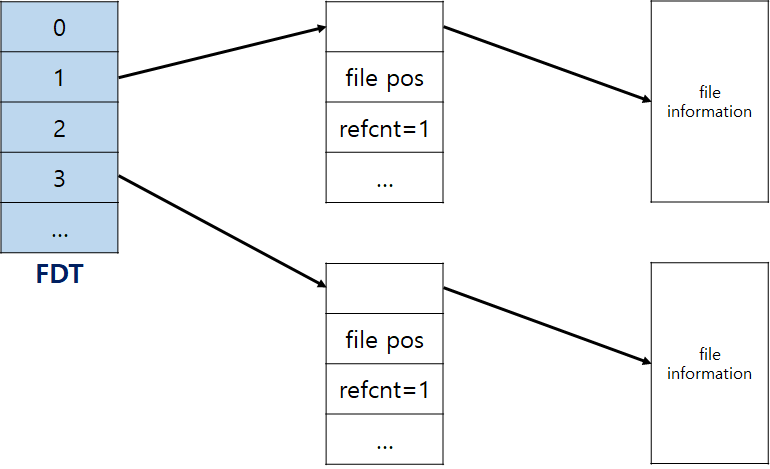 0
1
2
3
...
FDT
file pos
refcnt=1
...
file
information
file pos
refcnt=1
...
file
information